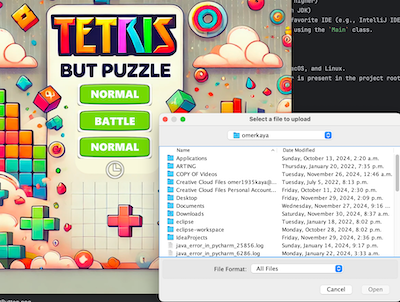 higher)
n JDK)
favorite IDE (e.g., IntelliJ IDE
using the `Main` class.
TETRIS
BUT PUZZLE
NORMAL
BATTLE
NORMAL
acOS, and Linux.
is present in the project root
Select a file to upload
omerkaya
Name
Date Modified
Applications
Sunday, October 13, 2024, 2:20 a.m.
ARTING
Thursday, January 20, 2022, 7:35 p.m.
COPY OF Videos
Tuesday, November 26, 2024, 12:46 a.m.
Creative Cloud Files omer1935kaya@...
Tuesday, July 5, 2022, 8:13 p.m.
Creative Cloud Files Personal Account...
Friday, October 11, 2024, 2:30 p.m.
Desktop
Friday, November 29, 2024, 2:09 p.m.
Documents
Wednesday, November 27, 2024, 9:16 p.m.
Downloads
Saturday, November 30, 2024, 8:37 a.m.
eclipse
Tuesday, January 18, 2022, 8:02 p.m.
eclipse-workspace
Monday, October 28, 2024, 8:02 p.m.
IdeaProjects
Friday, November 29, 2024, 2:36 p.m.
java_error_in_pycharm_25856.log
Sunday, January 14, 2024, 9:17 p.m.
java_error_in_pycharm_6286.log
Monday, January 22, 2024, 3:33 p.m.
File Format:
All Files
Cancel
Open